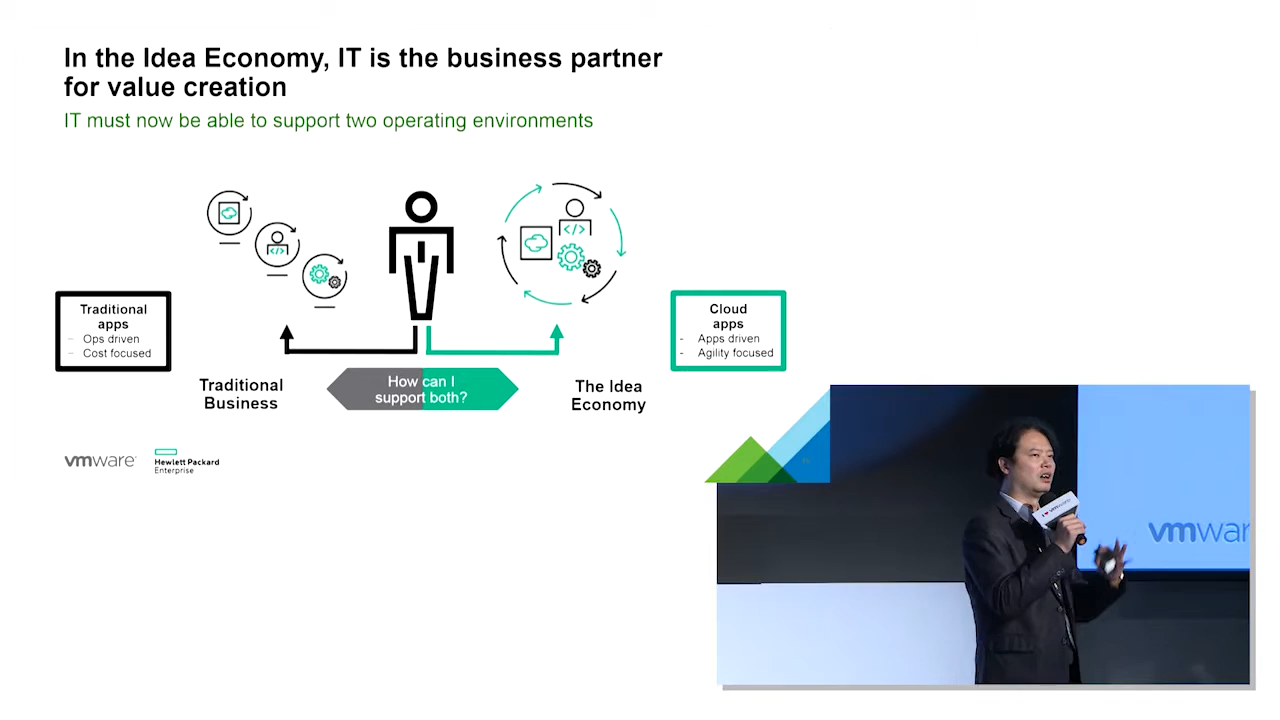 In the Idea Economy, IT is the business partner
for value creation
IT must now be able to support two operating environments
</>
</>
Traditional
apps
- Ops driven
- Cost focused
Cloud
apps
- Apps driven
- Agility focused
Traditional
Business
How can I
support both?
The Idea
Economy
vmware
Hewlett Packard
Enterprise
I ♥ vmware
vmwar